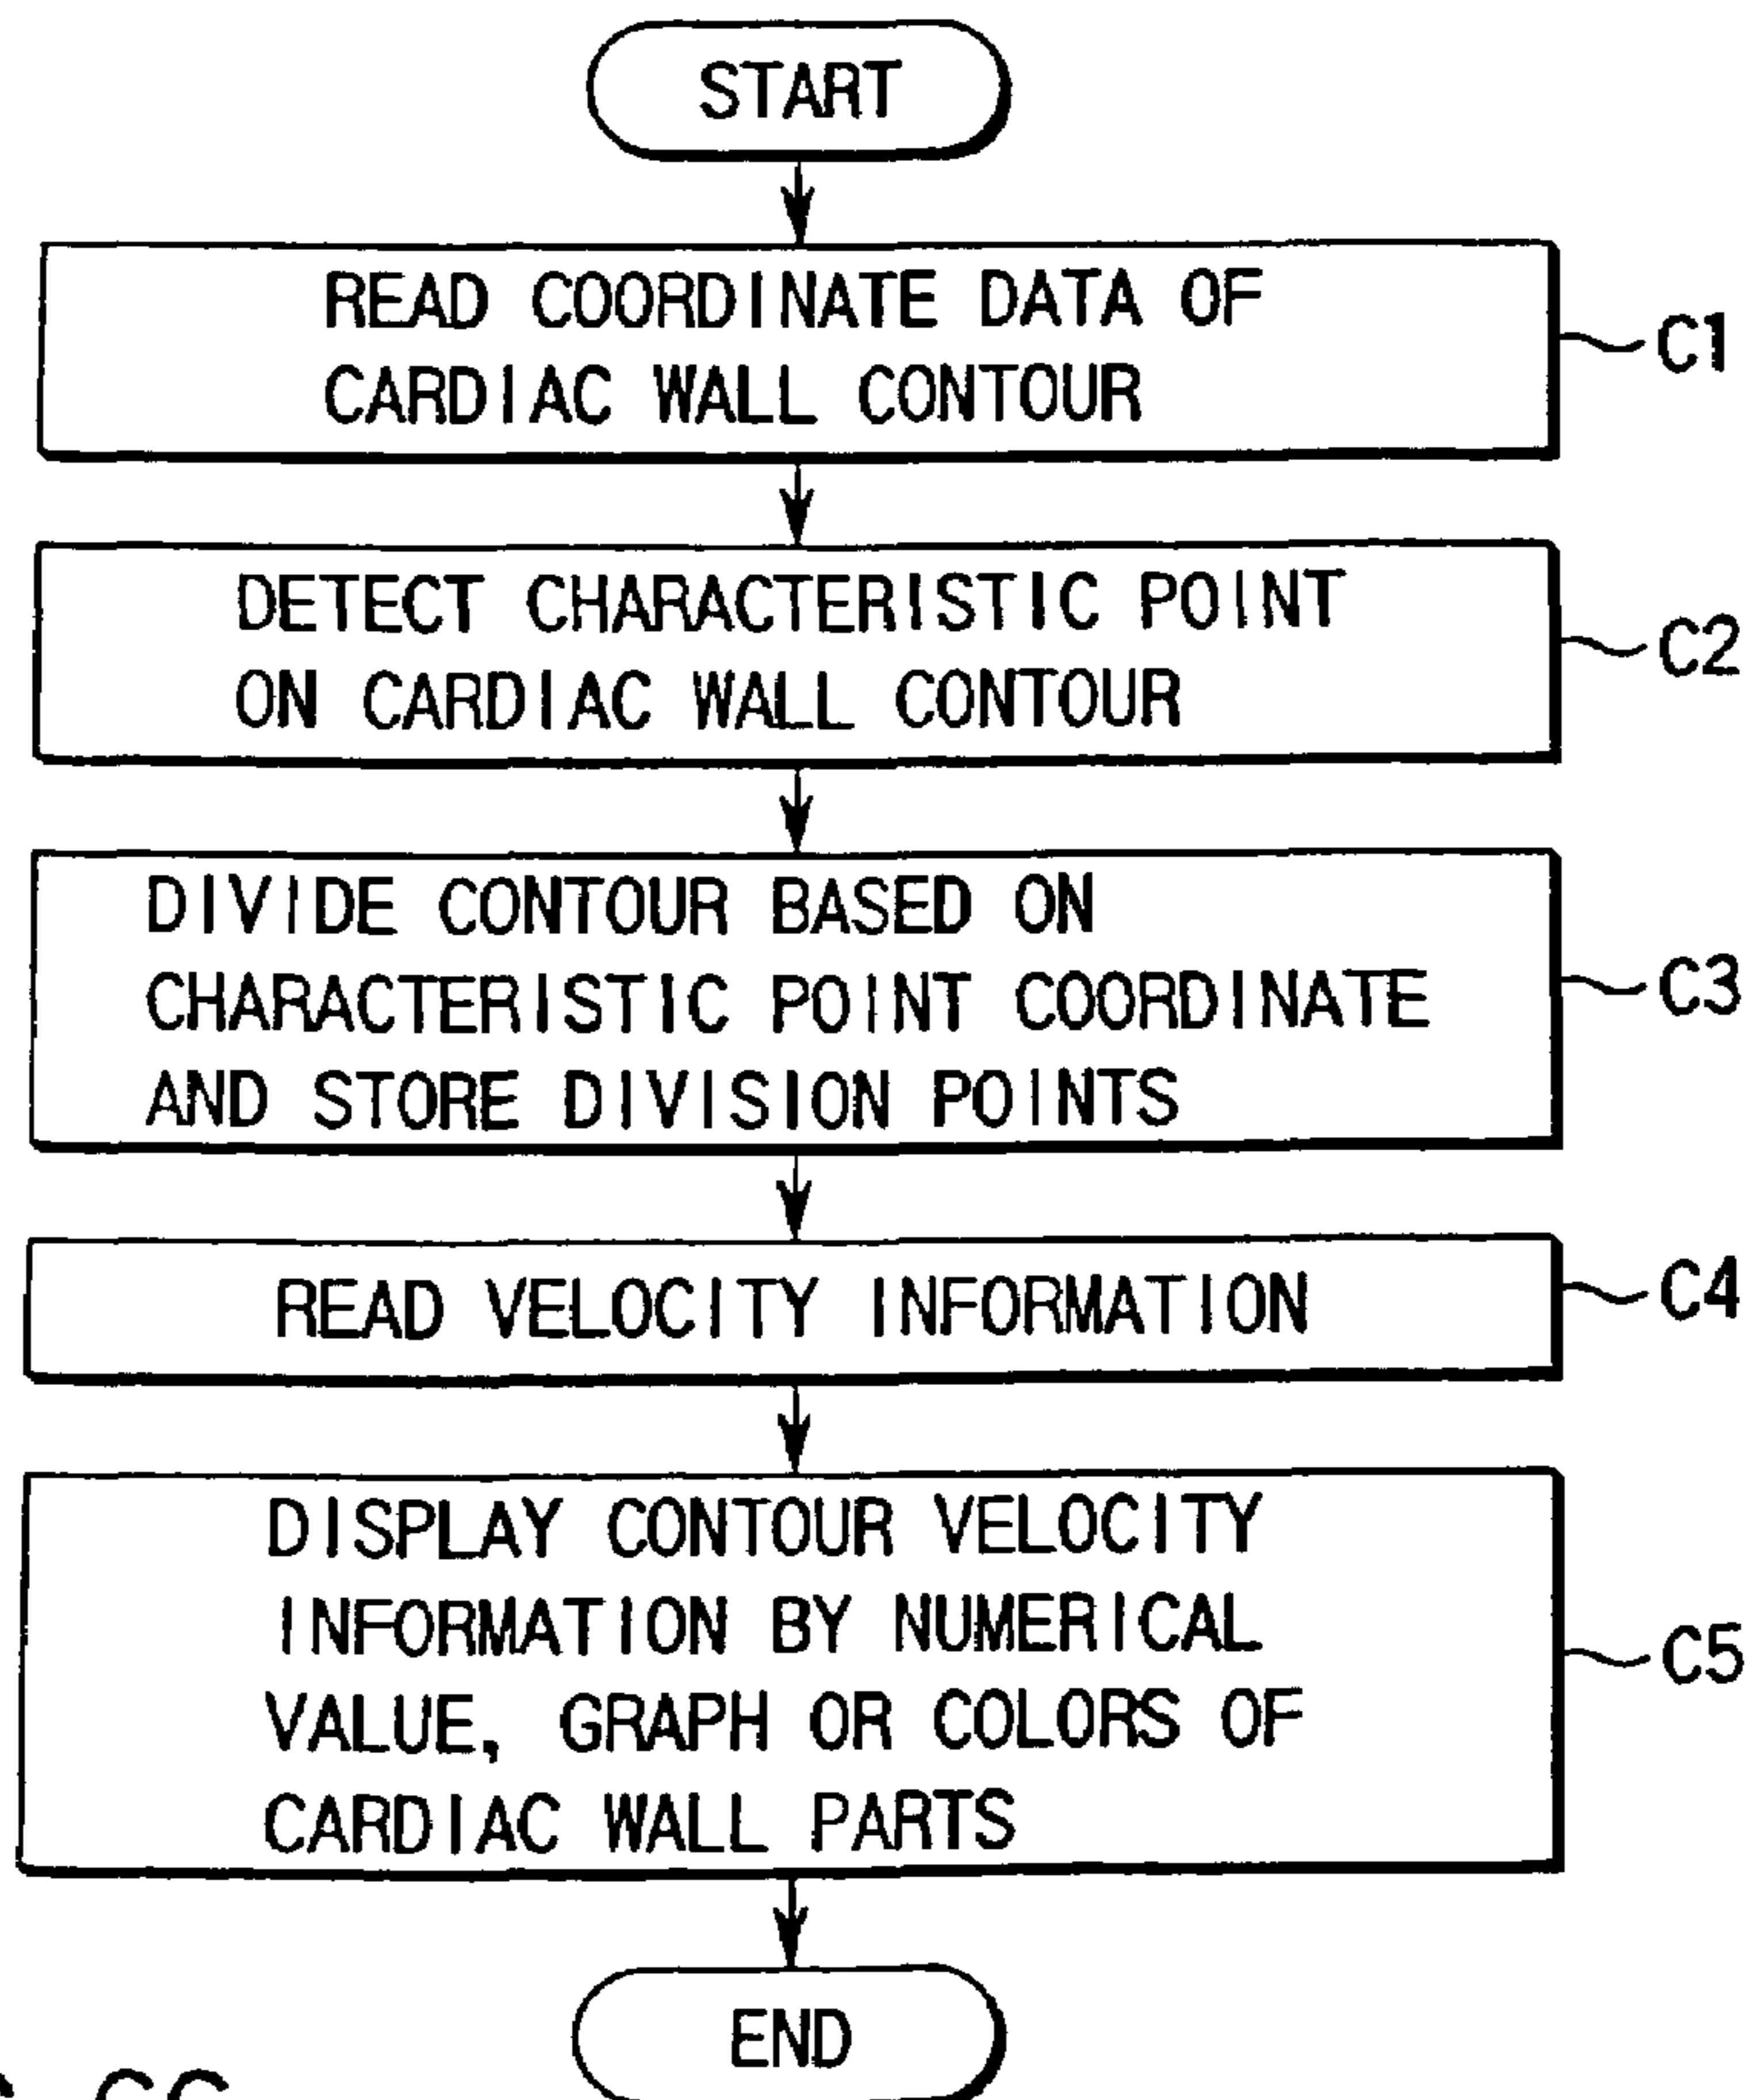 START
READ COORDINATE DATA OF
CARDIAC WALL CONTOUR
C1
DETECT CHARACTERISTIC POINT
ON CARDIAC WALL CONTOUR
C2
DIVIDE CONTOUR BASED ON
CHARACTERISTIC POINT COORDINATE
AND STORE DIVISION POINTS
C3
READ VELOCITY INFORMATION
C4
DISPLAY CONTOUR VELOCITY
INFORMATION BY NUMERICAL
VALUE, GRAPH OR COLORS OF
CARDIAC WALL PARTS
C5
END